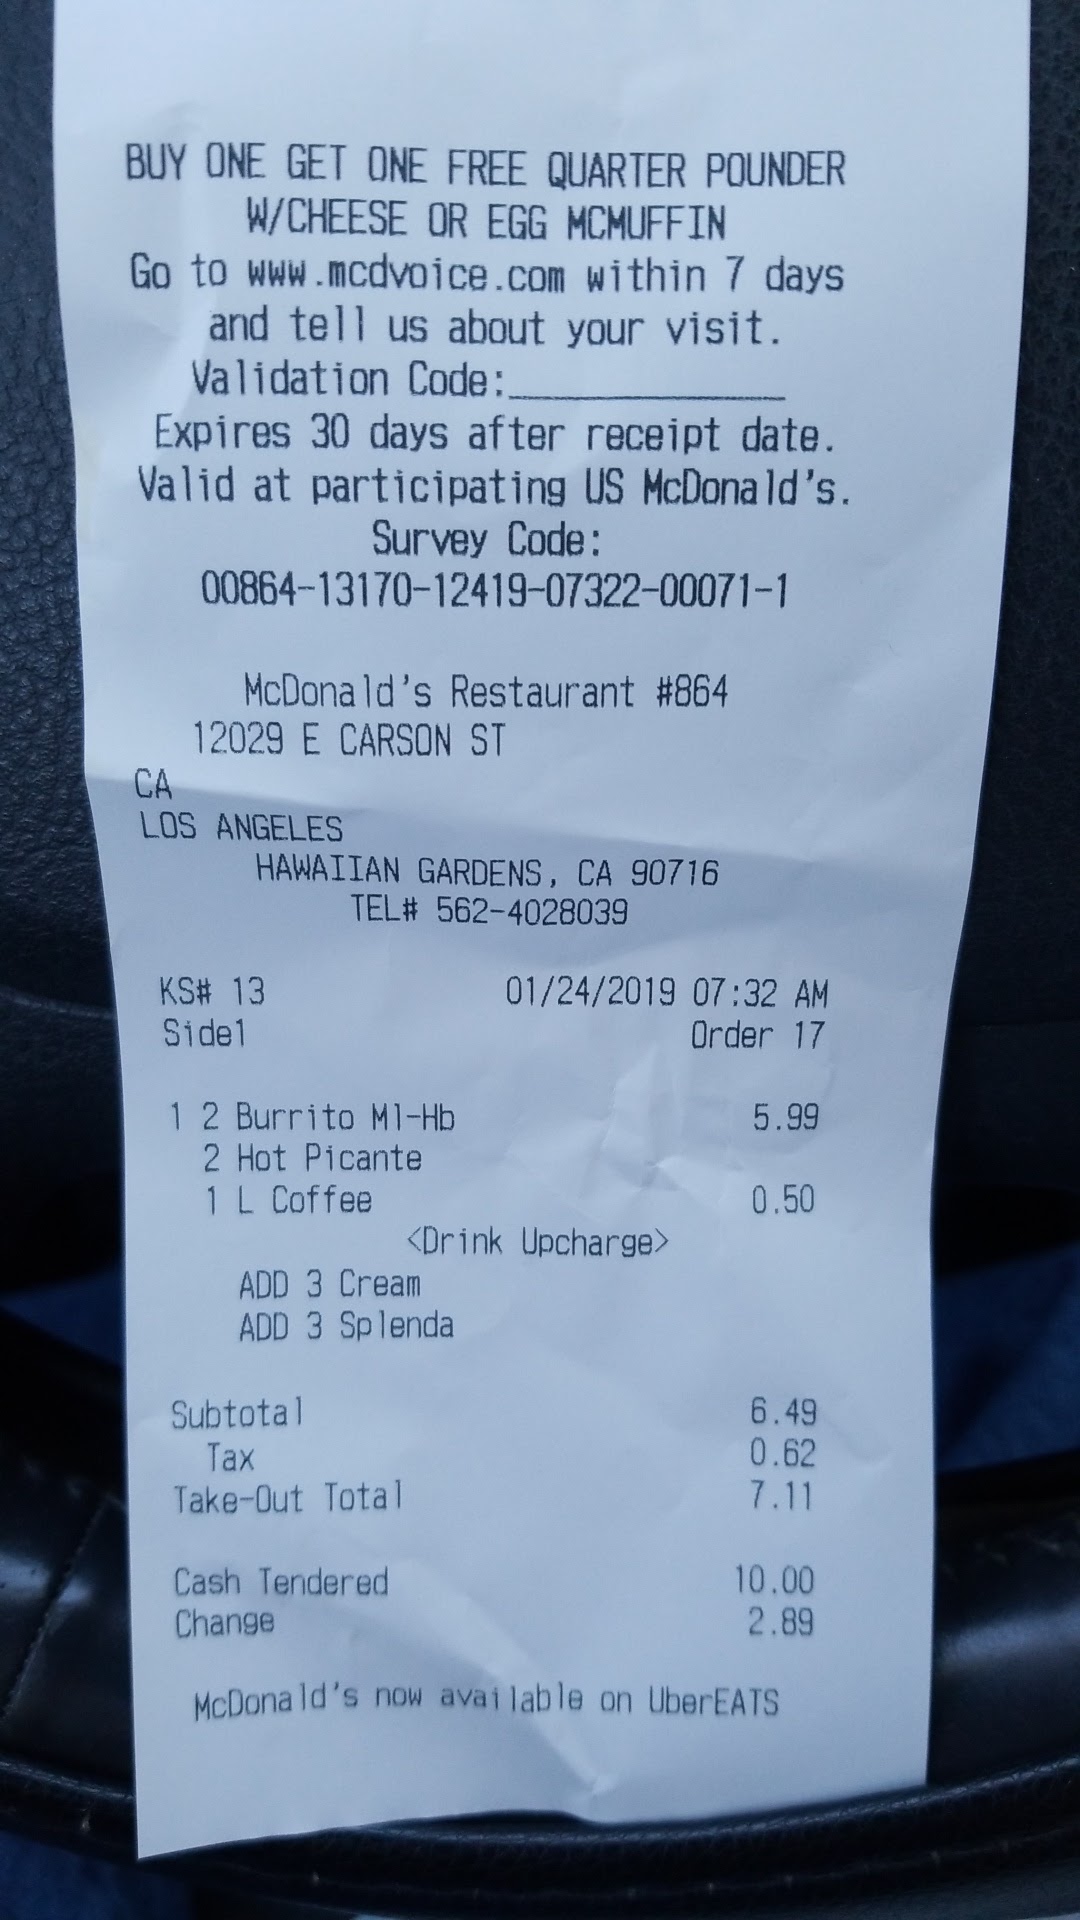 BUY ONE GET ONE FREE QUARTER POUNDER
W/CHEESE OR EGG MCMUFFIN
Go to www.mcdvoice.com within 7 days
and tell us about your visit.
Validation Code:______________
Expires 30 days after receipt date.
Valid at participating US McDonald's.
Survey Code:
00864-13170-12419-07322-00071-1
McDonald's Restaurant #864
12029 E CARSON ST
CA
LOS ANGELES
HAWAIIAN GARDENS, CA 90716
TEL# 562-4028039
KS# 13 01/24/2019 07:32 AM
Side1 Order 17
1 2 Burrito Ml-Hb 5.99
2 Hot Picante
1 L Coffee 0.50
<Drink Upcharge>
ADD 3 Cream
ADD 3 Splenda
Subtotal 6.49
Tax 0.62
Take-Out Total 7.11
Cash Tendered 10.00
Change 2.89
McDonald's now available on UberEATS